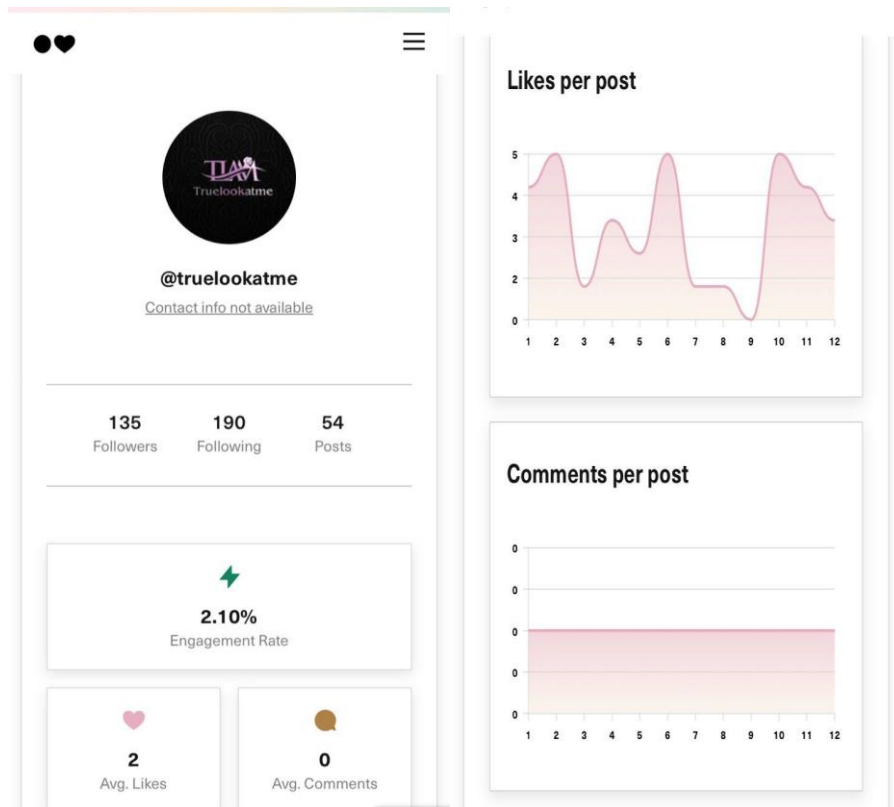 TLAM
Truelookatme
@truelookatme
Contact info not available
135 190 54
Followers Following Posts
2.10%
Engagement Rate
2 0
Avg. Likes Avg. Comments
Likes per post
5
4
3
2
0
1 2 3 4 5 6 7 8 9 10 11 12
Comments per post
0
0
0
0
0
1 2 3 4 5 6 7 8 9 10 11 12